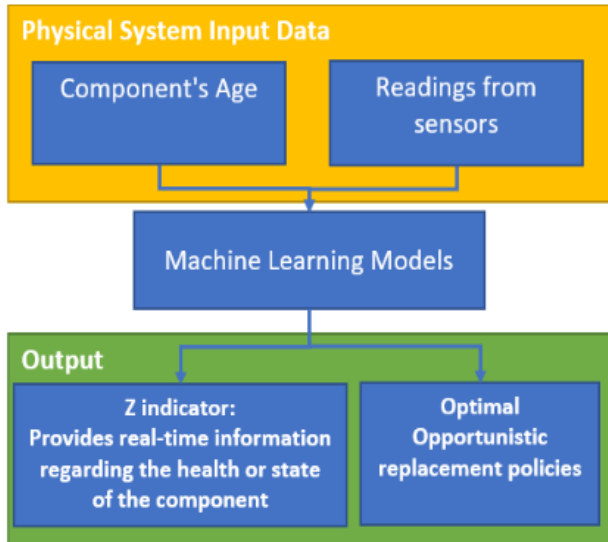 Physical System Input Data
Component's Age
Readings from
sensors
Machine Learning Models
Output
Z indicator:
Provides real-time information
regarding the health or state
of the component
Optimal
Opportunistic
replacement policies